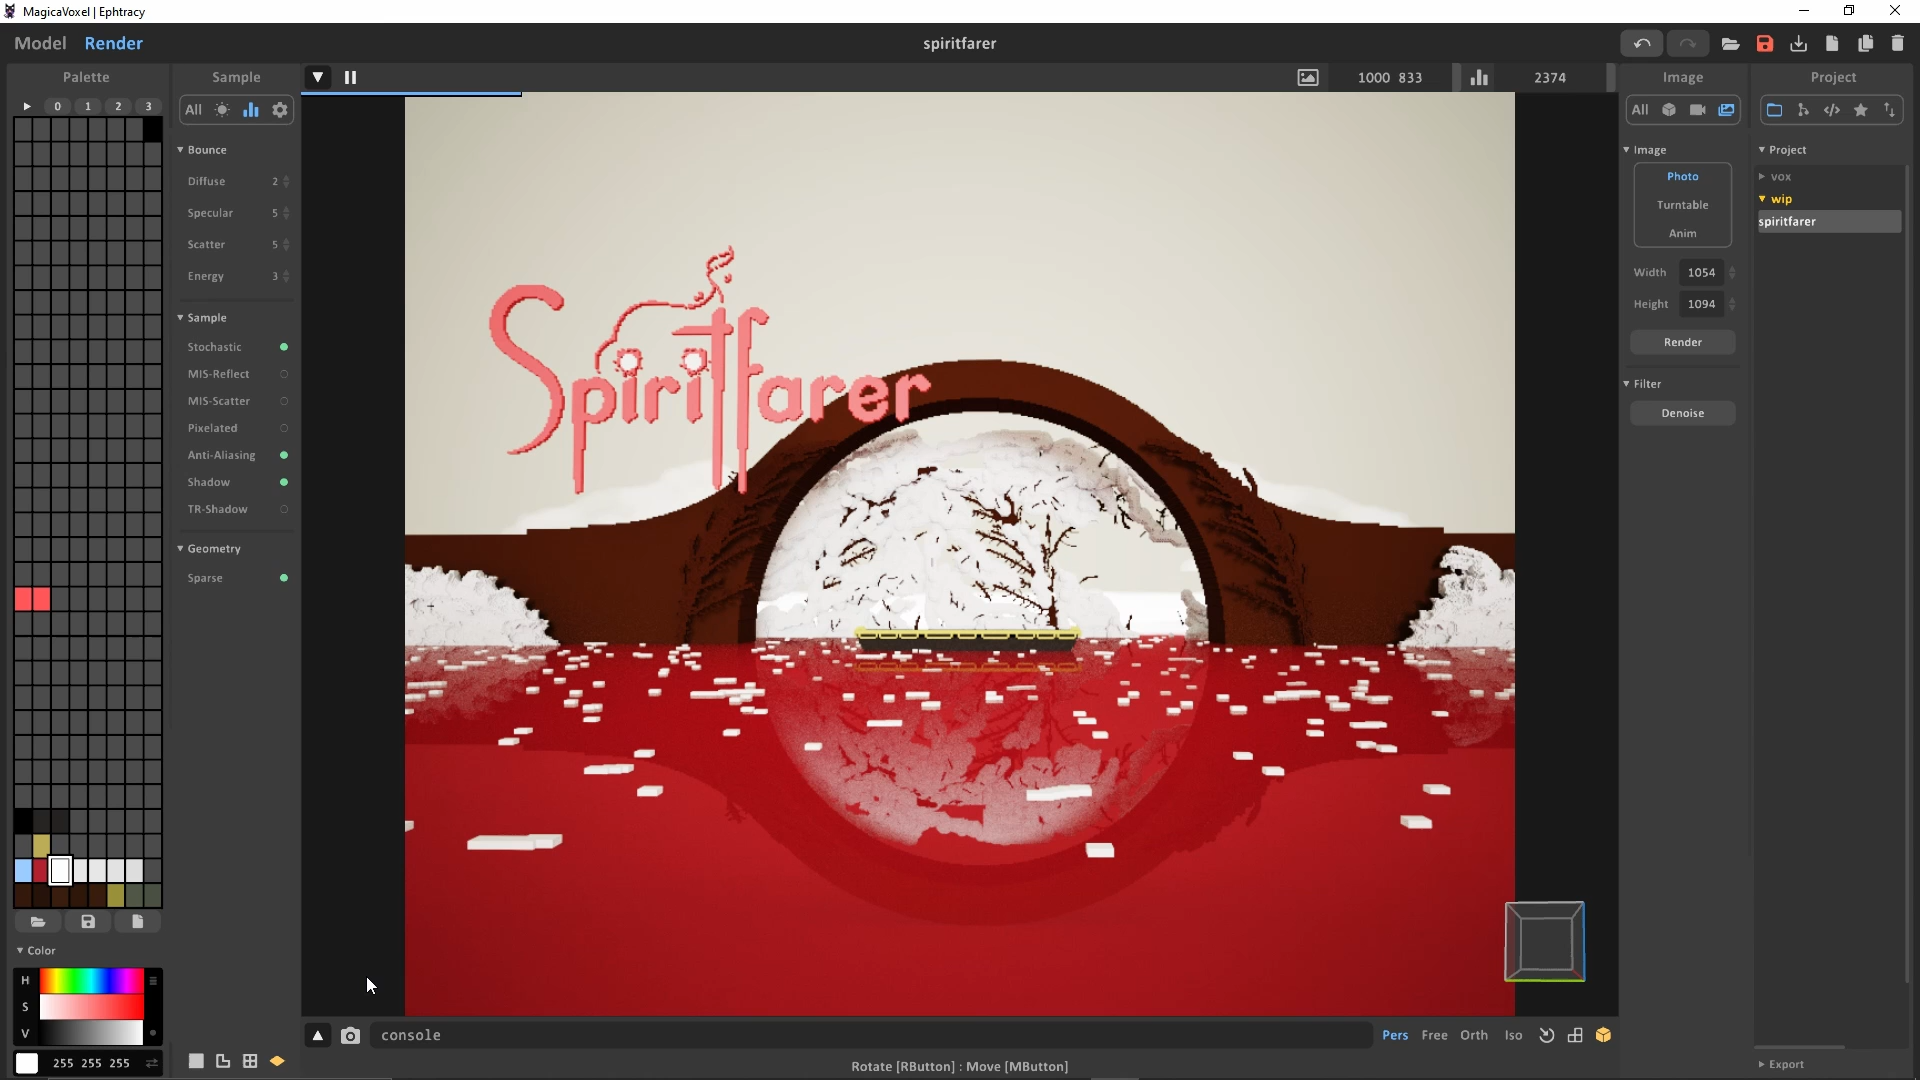 MagicaVoxel | Ephtracy
Model Render
spiritfarer
Palette
Sample
1000 833
2374
Image
Project
0 1 2 3
All
All
Bounce
Diffuse 2
Specular 5
Scatter 5
Energy 3
Sample
Stochastic
MIS-Reflect
MIS-Scatter
Pixelated
Anti-Aliasing
Shadow
TR-Shadow
Geometry
Sparse
Spiritfarer
Image
Photo
Turntable
Anim
Width 1054
Height 1094
Render
Filter
Denoise
Project
vox
wip
spiritfarer
Color
H
S
V
255 255 255
console
Pers Free Orth Iso
Rotate [RButton] : Move [MButton]
Export